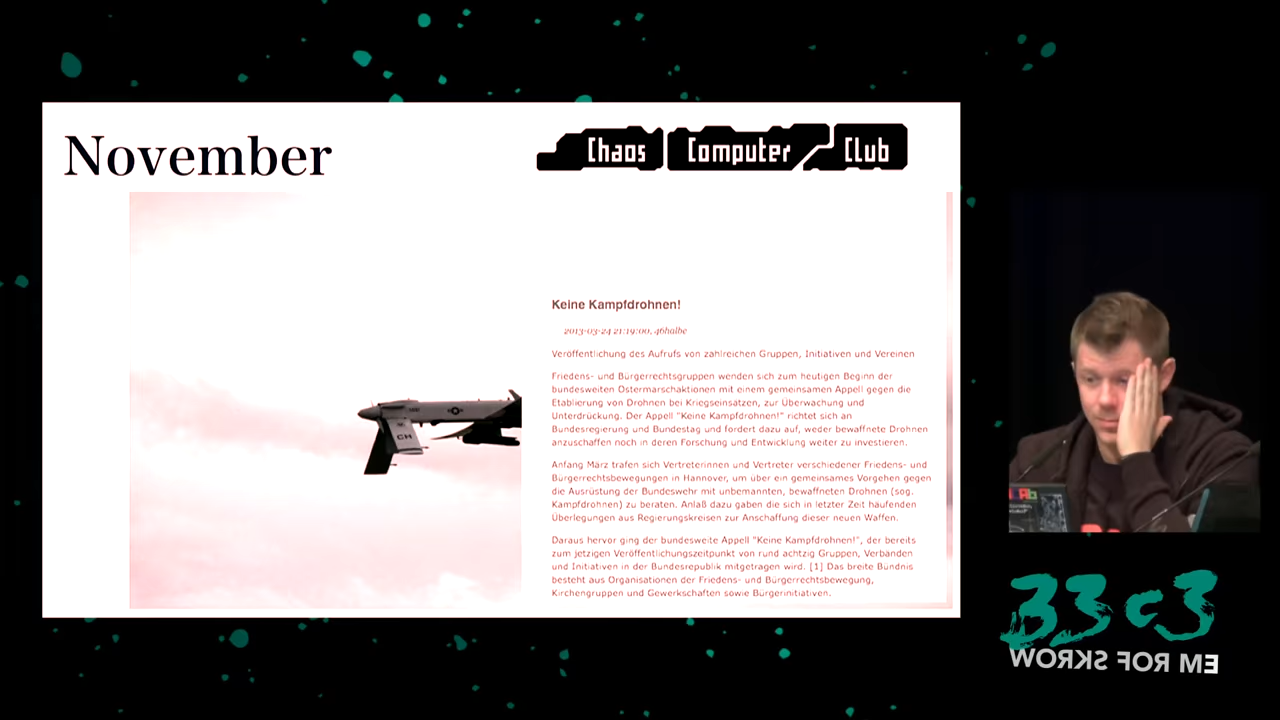 November
Chaos Computer Club
Keine Kampfdrohnen!
2013-03-24 21:19:00, 46halbe
Veröffentlichung des Aufrufs von zahlreichen Gruppen, Initiativen und Vereinen
Friedens- und Bürgerrechtsgruppen wenden sich zum heutigen Beginn der
bundesweiten Ostermarschaktionen mit einem gemeinsamen Appell gegen die
Etablierung von Drohnen bei Kriegseinsätzen, zur Überwachung und
Unterdrückung. Der Appell "Keine Kampfdrohnen!" richtet sich an
Bundesregierung und Bundestag und fordert dazu auf, weder bewaffnete Drohnen
anzuschaffen noch in deren Forschung und Entwicklung weiter zu investieren.
Anfang März trafen sich Vertreterinnen und Vertreter verschiedener Friedens- und
Bürgerrechtsbewegungen in Hannover, um über ein gemeinsames Vorgehen gegen
die Ausrüstung der Bundeswehr mit unbemannten, bewaffneten Drohnen (sog.
Kampfdrohnen) zu beraten. Anlaß dazu gaben die sich in letzter Zeit häufenden
Überlegungen aus Regierungskreisen zur Anschaffung dieser neuen Waffen.
Daraus hervor ging der bundesweite Appell "Keine Kampfdrohnen!", der bereits
zum jetzigen Veröffentlichungszeitpunkt von rund achtzig Gruppen, Verbänden
und Initiativen in der Bundesrepublik mitgetragen wird. [1] Das breite Bündnis
besteht aus Organisationen der Friedens- und Bürgerrechtsbewegung,
Kirchengruppen und Gewerkschaften sowie Bürgerinitiativen.
CH
33c3
WORKS FOR ME